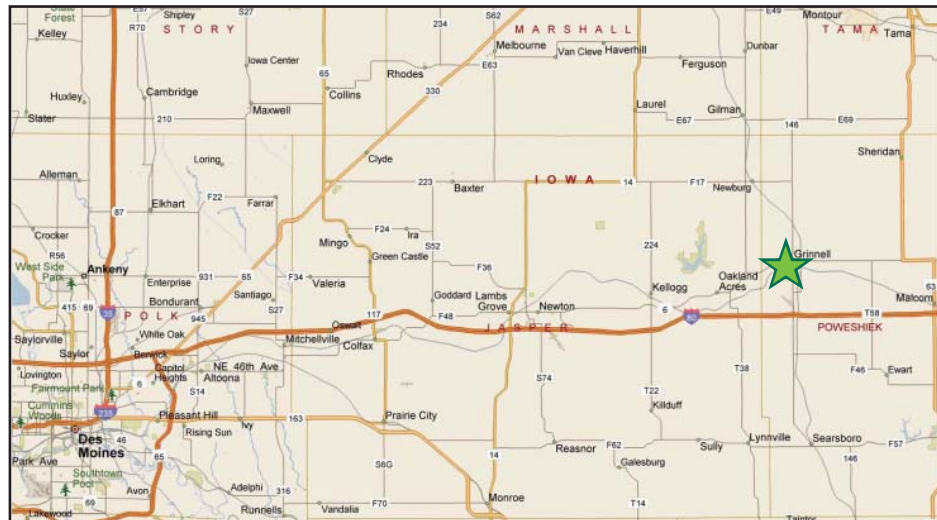 State Forest
E57
Shipley
S27
S62
E49
Montour
R70
STORY
MARSHALL
TAMA
Tama
Kelley
Iowa Center
Melbourne
Van Cleve
Haverhill
Dunbar
65
Rhodes
E63
Ferguson
Huxley
Cambridge
Collins
330
Slater
210
Maxwell
Laurel
Gilman
E67
146
E69
Loring
Clyde
Sheridan
Alleman
F22
Farrar
223
Baxter
IOWA
14
F17
Newburg
87
Elkhart
Crocker
F24
Ira
R56
Mingo
S52
224
Grinnell
West Side Park
Ankeny
931
65
Green Castle
F36
Oakland Acres
Enterprise
F34
Valeria
Kellogg
63
Bondurant
Santiago
Goddard
Lambs Grove
Newton
Malcom
415
69
35
POLK
945
S27
117
F48
6
80
T58
Saylorville
White Oak
Oswalt
JASPER
POWESHIEK
Saylor
Berwick
Mitchellville
Colfax
Lovington
Capitol Heights
NE 46th Ave
Altoona
S74
T38
F46
Ewart
Fairmount Park
6
S14
T22
Cummins Woods
235
Pleasant Hill
163
Prairie City
Killduff
Des Moines
46
Rising Sun
Ivy
Reasnor
F62
Sully
Lynnville
Searsboro
F57
Park Ave
65
S6G
14
Galesburg
146
Southtown Pool
Avon
Adelphi
316
69
Runnells
Vandalia
F70
Monroe
T14
Lakewood
Taintor